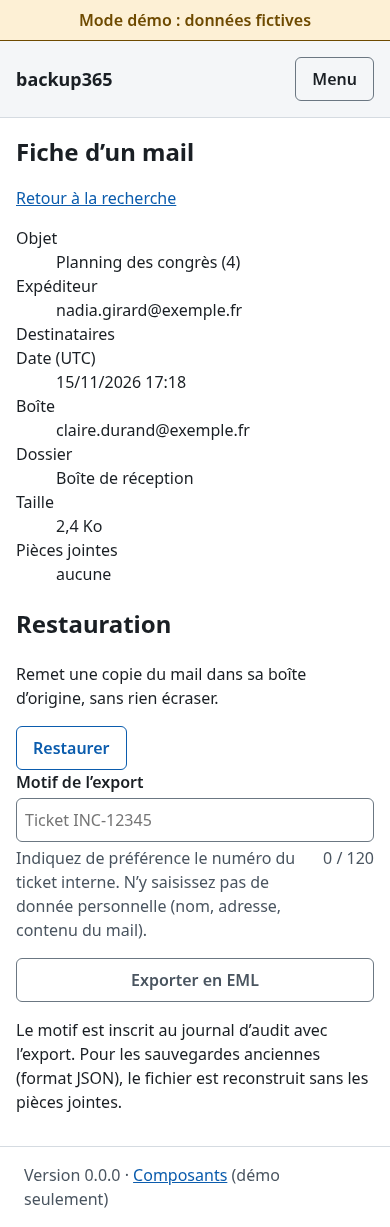 Mode démo : données fictives
backup365
Menu
Fiche d’un mail
Retour à la recherche
Objet
Planning des congrès (4)
Expéditeur
nadia.girard@exemple.fr
Destinataires
Date (UTC)
15/11/2026 17:18
Boîte
claire.durand@exemple.fr
Dossier
Boîte de réception
Taille
2,4 Ko
Pièces jointes
aucune
Restauration
Remet une copie du mail dans sa boîte
d’origine, sans rien écraser.
Restaurer
Motif de l’export
Ticket INC-12345
Indiquez de préférence le numéro du
ticket interne. N’y saisissez pas de
donnée personnelle (nom, adresse,
contenu du mail).
0 / 120
Exporter en EML
Le motif est inscrit au journal d’audit avec
l’export. Pour les sauvegardes anciennes
(format JSON), le fichier est reconstruit sans les
pièces jointes.
Version 0.0.0 · Composants (démo
seulement)